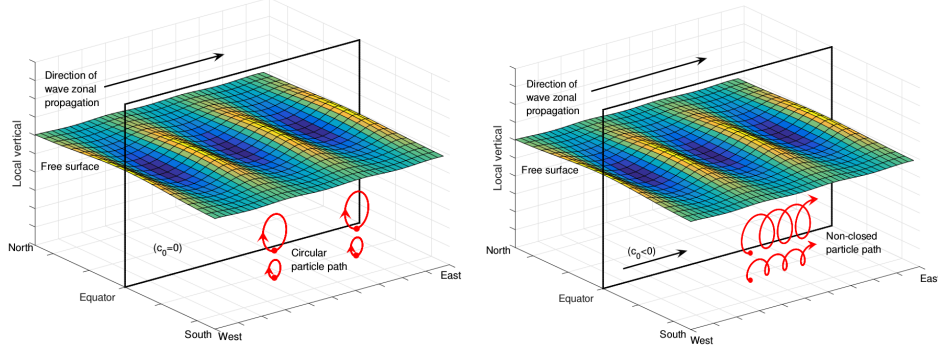 Direction of
wave zonal
propagation
Local vertical
Free surface
North
(c0=0)
Circular
particle path
East
Equator
South
West
Direction of
wave zonal
propagation
Local vertical
Free surface
North
(c0<0)
Non-closed
particle path
East
Equator
South
West